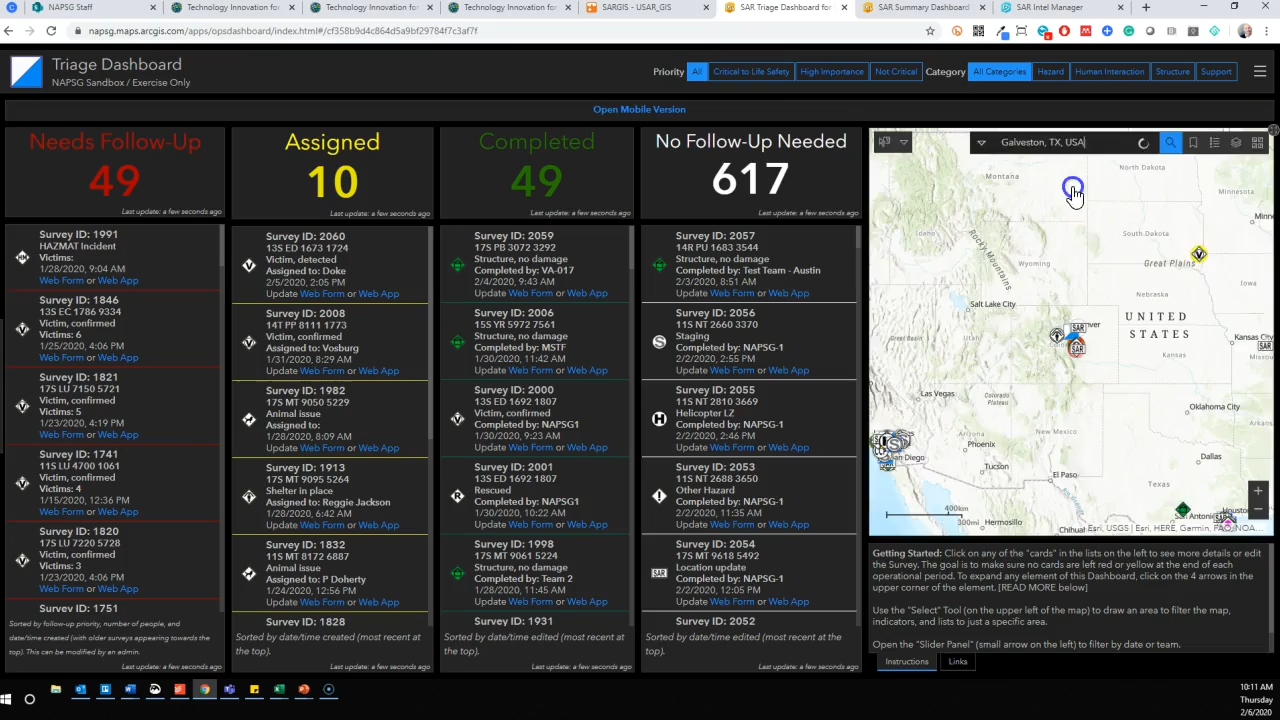 NAPSG Staff
Technology Innovation for
Technology Innovation for
Technology Innovation for
SARGIS - USAR_GIS
SAR Triage Dashboard for
SAR Summary Dashboard
SAR Intel Manager
napsg.maps.arcgis.com/apps/opsdashboard/index.html#/cf358b9d4c864d5a9bf20c8737c3af7f
Triage Dashboard
NAPSG Sandbox / Exercise Only
Priority All Critical to Life Safety High Importance Not Critical Category All Categories Hazard Human Interaction Structure Support
Open Mobile Version
Needs Follow-Up
49
Last update: a few seconds ago
Survey ID: 1991
HAZMAT Incident
Victims:
1/28/2020, 9:04 AM
Web Form or Web App
Survey ID: 1846
13S EC 1786 9334
Victim, confirmed
Victims: 6
1/25/2020, 4:06 PM
Web Form or Web App
Survey ID: 1821
17S LU 7150 5721
Victim, confirmed
Victims: 5
1/23/2020, 4:19 PM
Web Form or Web App
Survey ID: 1741
11S LU 4700 1061
Victim, confirmed
Victims: 4
1/15/2020, 12:36 PM
Web Form or Web App
Survey ID: 1820
17S LU 7220 5728
Victim, confirmed
Victims: 3
1/23/2020, 4:06 PM
Web Form or Web App
Survey ID: 1751
Sorted by follow-up priority, number of people, and
date/time created (with older surveys appearing towards the
top). This can be modified by an admin.
Last update: a few seconds ago
Assigned
10
Last update: a few seconds ago
Survey ID: 2060
13S ED 1673 1724
Victim, detected
Assigned to: Doke
2/5/2020, 2:05 PM
Update Web Form or Web App
Survey ID: 2008
14T PP 8111 1773
Victim, confirmed
Assigned to: Vosburg
1/31/2020, 8:29 AM
Update Web Form or Web App
Survey ID: 1982
17S MT 9050 5229
Animal issue
Assigned to:
1/28/2020, 8:09 AM
Update Web Form or Web App
Survey ID: 1913
17S MT 9095 5264
Shelter in place
Assigned to: Reggie Jackson
1/28/2020, 6:42 AM
Update Web Form or Web App
Survey ID: 1832
11S MT 8172 6887
Animal issue
Assigned to: P Doherty
1/24/2020, 12:56 PM
Update Web Form or Web App
Survey ID: 1828
Sorted by date/time created (most recent at
the top).
Last update: a few seconds ago
Completed
49
Last update: a few seconds ago
Survey ID: 2059
17S PB 3072 3292
Structure, no damage
Completed by: VA-017
2/4/2020, 9:43 AM
Update Web Form or Web App
Survey ID: 2006
15S YR 5972 7561
Structure, no damage
Completed by: MSTF
1/30/2020, 11:42 AM
Update Web Form or Web App
Survey ID: 2000
13S ED 1692 1807
Victim, confirmed
Completed by: NAPSG1
1/30/2020, 9:23 AM
Update Web Form or Web App
Survey ID: 2001
13S ED 1692 1807
Rescued
Completed by: NAPSG1
1/30/2020, 10:22 AM
Update Web Form or Web App
Survey ID: 1998
17S MT 9061 5224
Structure, no damage
Completed by: Team 2
1/28/2020, 11:45 AM
Update Web Form or Web App
Survey ID: 1931
Sorted by date/time edited (most recent at the
top).
Last update: a few seconds ago
No Follow-Up Needed
617
Last update: a few seconds ago
Survey ID: 2057
14R PU 1683 3544
Structure, no damage
Completed by: Test Team - Austin
2/3/2020, 8:51 AM
Update Web Form or Web App
Survey ID: 2056
11S NT 2660 3370
Staging
Completed by: NAPSG-1
2/2/2020, 2:55 PM
Update Web Form or Web App
Survey ID: 2055
11S NT 2810 3669
Helicopter LZ
Completed by: NAPSG-1
2/2/2020, 2:46 PM
Update Web Form or Web App
Survey ID: 2053
11S NT 2688 3650
Other Hazard
Completed by: NAPSG-1
2/2/2020, 11:35 AM
Update Web Form or Web App
Survey ID: 2054
17S MT 9618 5492
Location update
Completed by: NAPSG-1
2/2/2020, 12:05 PM
Update Web Form or Web App
Survey ID: 2052
Sorted by date/time edited (most recent at the
top).
Last update: a few seconds ago
Galveston, TX, USA
Montana
North Dakota
Minnesota
South Dakota
Idaho
Rocky Mountains
Wyoming
Great Plains
Iowa
Nebraska
Salt Lake City
UNITED
STATES
Great Basin
Utah
SAR
SAR
Kansas City
SAR
Kansas
Las Vegas
Colorado Plateau
Oklahoma City
Arizona
New Mexico
Phoenix
San Diego
Tucson
Dallas
El Paso
Texas
400km
300mi
Hermosillo
Esri, USGS | Esri, HERE, Garmin, FAO, NOA...
Getting Started: Click on any of the "cards" in the lists on the left to see more details or edit
the Survey. The goal is to make sure no cards are left red or yellow at the end of each
operational period. To expand any element of this Dashboard, click on the 4 arrows in the
upper corner of the element. [READ MORE below]
Use the "Select" Tool (on the upper left of the map) to draw an area to filter the map,
indicators, and lists to just a specific area.
Open the "Slider Panel" (small arrow on the left) to filter by date or team.
Instructions Links
10:11 AM
Thursday
2/6/2020